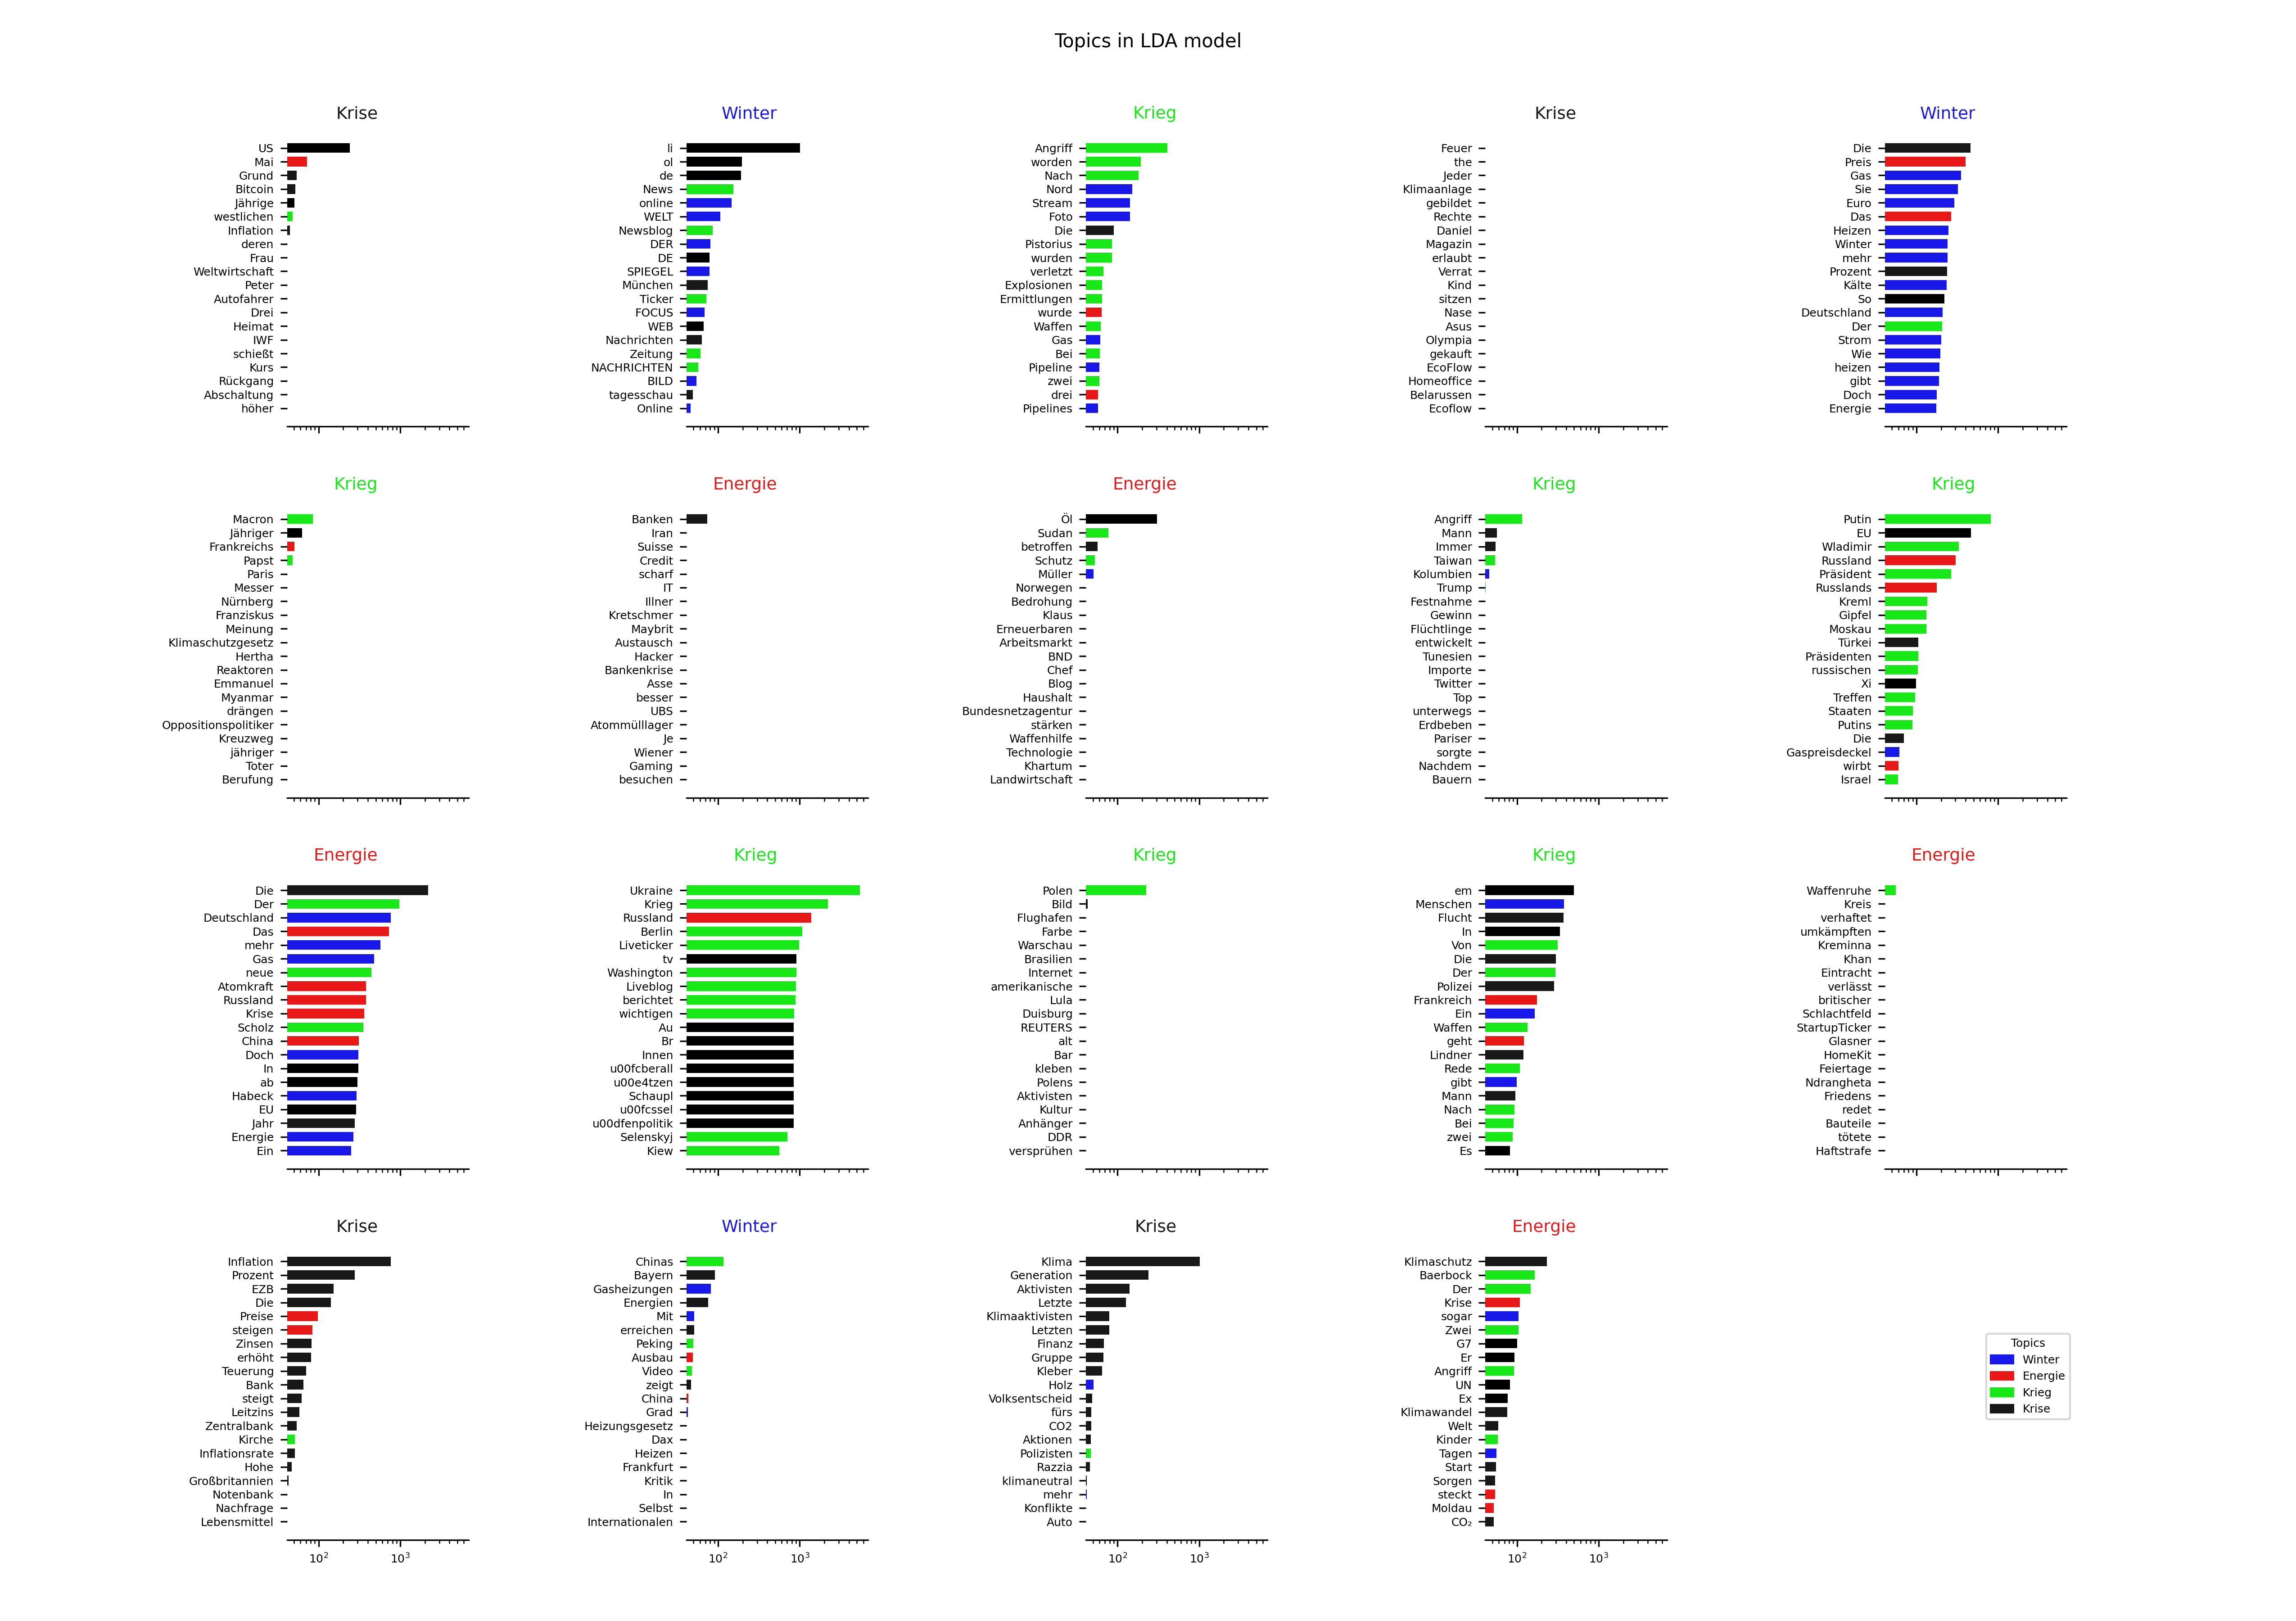 Topics in LDA model
Krise
US
Mai
Grund
Bitcoin
Jährige
westlichen
Inflation
deren
Frau
Weltwirtschaft
Peter
Autofahrer
Drei
Heimat
IWF
schießt
Kurs
Rückgang
Abschaltung
höher
Winter
li
ol
de
News
online
WELT
Newsblog
DER
DE
SPIEGEL
München
Ticker
FOCUS
WEB
Nachrichten
Zeitung
NACHRICHTEN
BILD
tagesschau
Online
Krieg
Angriff
worden
Nach
Nord
Stream
Foto
Die
Pistorius
wurden
verletzt
Explosionen
Ermittlungen
wurde
Waffen
Gas
Bei
Pipeline
zwei
drei
Pipelines
Krise
Feuer
the
Jeder
Klimaanlage
gebildet
Rechte
Daniel
Magazin
erlaubt
Verrat
Kind
sitzen
Nase
Asus
Olympia
gekauft
EcoFlow
Homeoffice
Belarussen
Ecoflow
Winter
Die
Preis
Gas
Sie
Euro
Das
Heizen
Winter
mehr
Prozent
Kälte
So
Deutschland
Der
Strom
Wie
heizen
gibt
Doch
Energie
Krieg
Macron
Jähriger
Frankreichs
Papst
Paris
Messer
Nürnberg
Franziskus
Meinung
Klimaschutzgesetz
Hertha
Reaktoren
Emmanuel
Myanmar
drängen
Oppositionspolitiker
Kreuzweg
jähriger
Toter
Berufung
Energie
Banken
Iran
Suisse
Credit
scharf
IT
Illner
Kretschmer
Maybrit
Austausch
Hacker
Bankenkrise
Asse
besser
UBS
Atommülllager
Je
Wiener
Gaming
besuchen
Energie
Öl
Sudan
betroffen
Schutz
Müller
Norwegen
Bedrohung
Klaus
Erneuerbaren
Arbeitsmarkt
BND
Chef
Blog
Haushalt
Bundesnetzagentur
stärken
Waffenhilfe
Technologie
Khartum
Landwirtschaft
Krieg
Angriff
Mann
Immer
Taiwan
Kolumbien
Trump
Festnahme
Gewinn
Flüchtlinge
entwickelt
Tunesien
Importe
Twitter
Top
unterwegs
Erdbeben
Pariser
sorgte
Nachdem
Bauern
Krieg
Putin
EU
Wladimir
Russland
Präsident
Russlands
Kreml
Gipfel
Moskau
Türkei
Präsidenten
russischen
Xi
Treffen
Staaten
Putins
Die
Gaspreisdeckel
wirbt
Israel
Energie
Die
Der
Deutschland
Das
mehr
Gas
neue
Atomkraft
Russland
Krise
Scholz
China
Doch
In
ab
Habeck
EU
Jahr
Energie
Ein
Krieg
Ukraine
Krieg
Russland
Berlin
Liveticker
tv
Washington
Liveblog
berichtet
wichtigen
Au
Br
Innen
u00fcberall
u00e4tzen
Schaupl
u00fcssel
u00dfenpolitik
Selenskyj
Kiew
Krieg
Polen
Bild
Flughafen
Farbe
Warschau
Brasilien
Internet
amerikanische
Lula
Duisburg
REUTERS
alt
Bar
kleben
Polens
Aktivisten
Kultur
Anhänger
DDR
versprühen
Krieg
em
Menschen
Flucht
In
Von
Die
Der
Polizei
Frankreich
Ein
Waffen
geht
Lindner
Rede
gibt
Mann
Nach
Bei
zwei
Es
Energie
Waffenruhe
Kreis
verhaftet
umkämpften
Kreminna
Khan
Eintracht
verlässt
britischer
Schlachtfeld
StartupTicker
Glasner
HomeKit
Feiertage
Ndrangheta
Friedens
redet
Bauteile
tötete
Haftstrafe
Krise
Inflation
Prozent
EZB
Die
Preise
steigen
Zinsen
erhöht
Teuerung
Bank
steigt
Leitzins
Zentralbank
Kirche
Inflationsrate
Hohe
Großbritannien
Notenbank
Nachfrage
Lebensmittel
10² 10³
Winter
Chinas
Bayern
Gasheizungen
Energien
Mit
erreichen
Peking
Ausbau
Video
zeigt
China
Grad
Heizungsgesetz
Dax
Heizen
Frankfurt
Kritik
In
Selbst
Internationalen
10² 10³
Krise
Klima
Generation
Aktivisten
Letzte
Klimaaktivisten
Letzten
Finanz
Gruppe
Kleber
Holz
Volksentscheid
fürs
CO2
Aktionen
Polizisten
Razzia
klimaneutral
mehr
Konflikte
Auto
10² 10³
Energie
Klimaschutz
Baerbock
Der
Krise
sogar
Zwei
G7
Er
Angriff
UN
Ex
Klimawandel
Welt
Kinder
Tagen
Start
Sorgen
steckt
Moldau
CO₂
10² 10³
Topics
Winter
Energie
Krieg
Krise